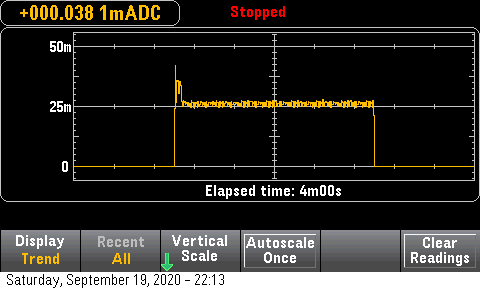 +000.038 1mADC
Stopped
50m
25m
0
Elapsed time: 4m00s
Display
Trend
Recent
All
Vertical
Scale
Autoscale
Once
Clear
Readings
Saturday, September 19, 2020 - 22:13